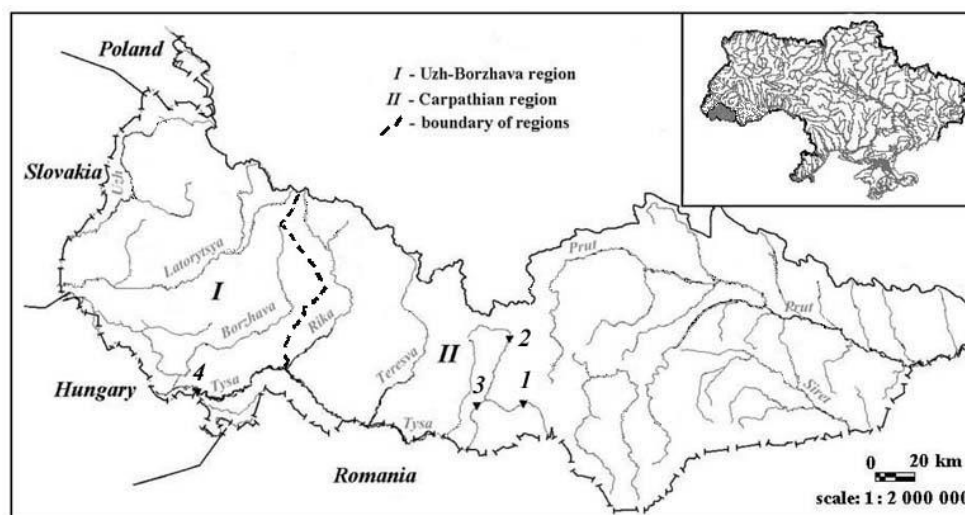 Poland
I - Uzh-Borzhava region
II - Carpathian region
- boundary of regions
Slovakia
Uzh
Latorytsya
I
Borzhava
Rika
Prut
Prut
II
2
Teresva
4
Tysa
3
1
Siret
Hungary
Tysa
Romania
0 20 km
scale: 1 : 2 000 000